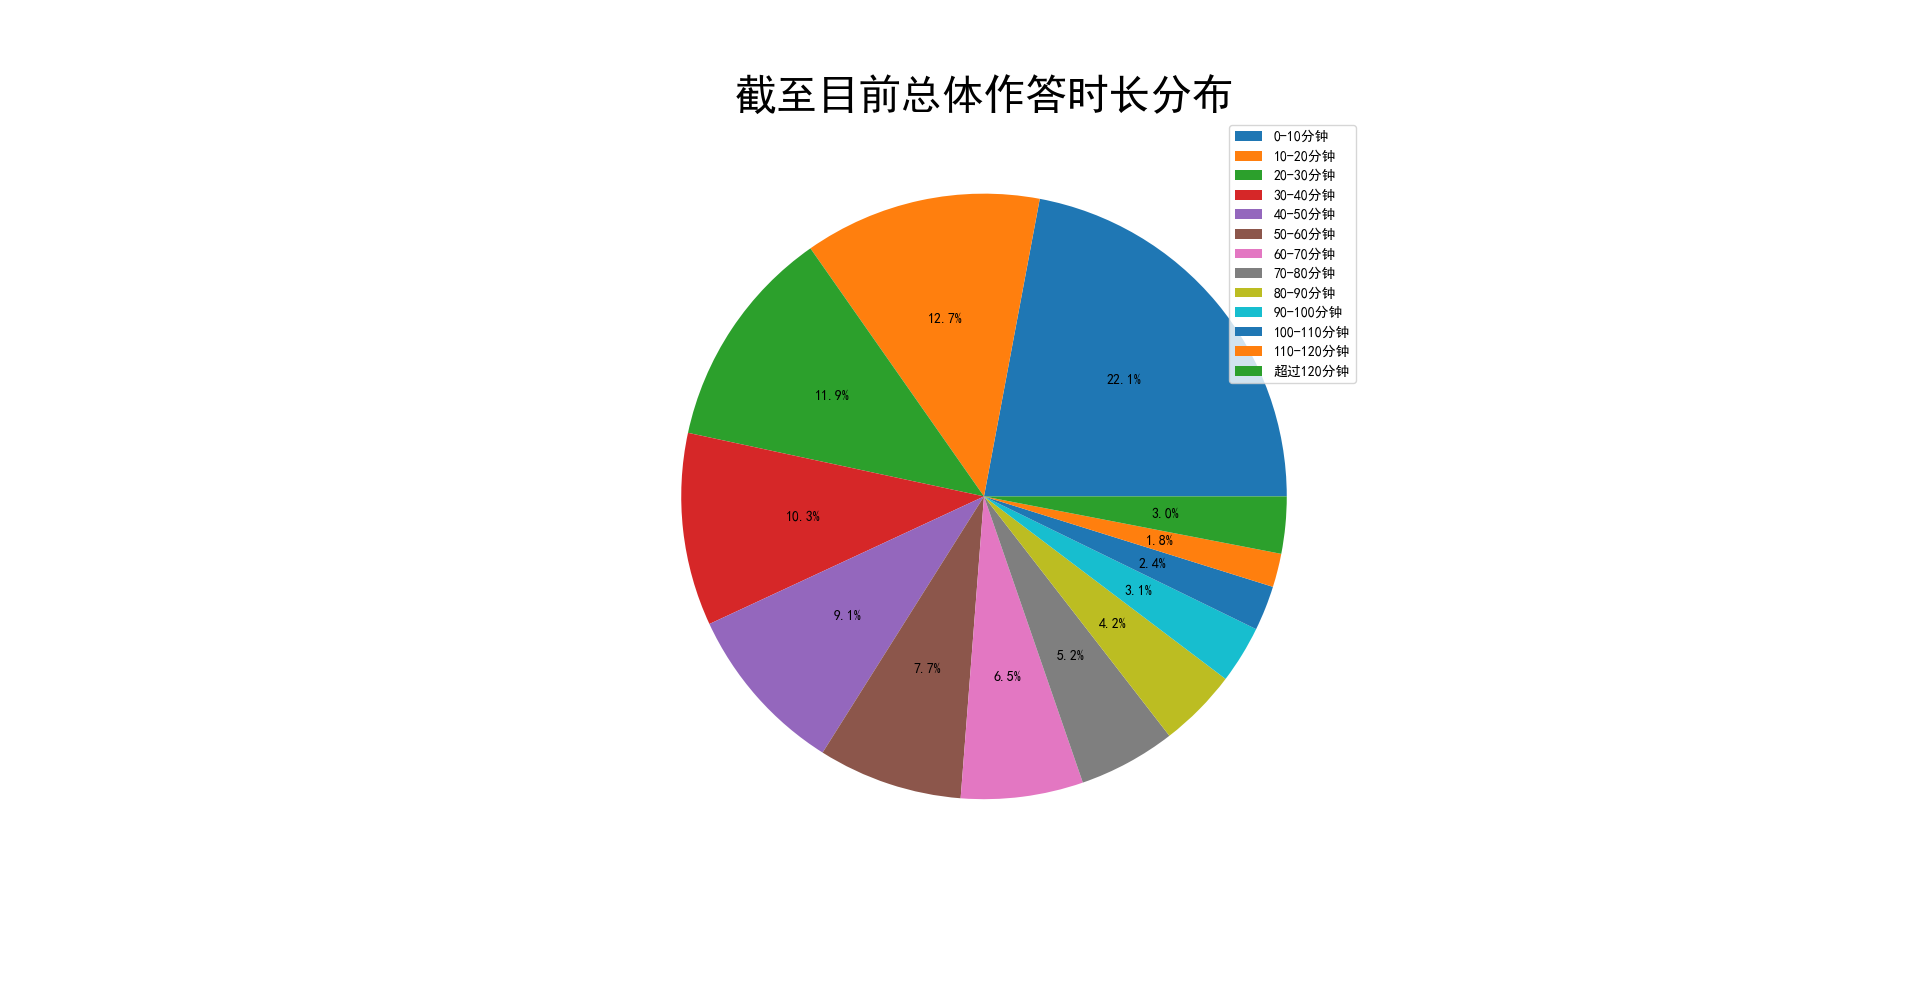 截至目前总体作答时长分布
0-10分钟
10-20分钟
20-30分钟
30-40分钟
40-50分钟
50-60分钟
60-70分钟
70-80分钟
80-90分钟
90-100分钟
100-110分钟
110-120分钟
超过120分钟
22.1%
12.7%
11.9%
10.3%
9.1%
7.7%
6.5%
5.2%
4.2%
3.1%
2.4%
1.8%
3.0%